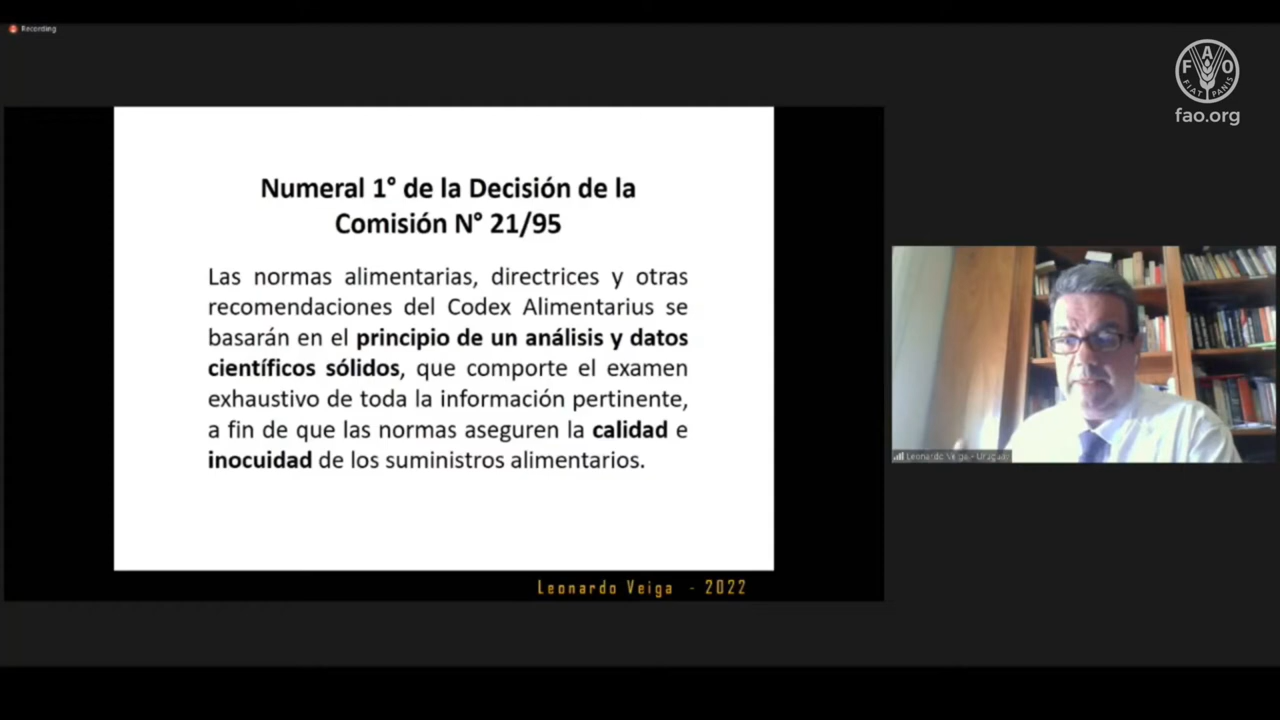 Recording
FAO
FIAT PANIS
fao.org
Numeral 1° de la Decisión de la
Comisión N° 21/95
Las normas alimentarias, directrices y otras
recomendaciones del Codex Alimentarius se
basarán en el principio de un análisis y datos
científicos sólidos, que comporte el examen
exhaustivo de toda la información pertinente,
a fin de que las normas aseguren la calidad e
inocuidad de los suministros alimentarios.
Leonardo Veiga - Uruguay
Leonardo Veiga - 2022